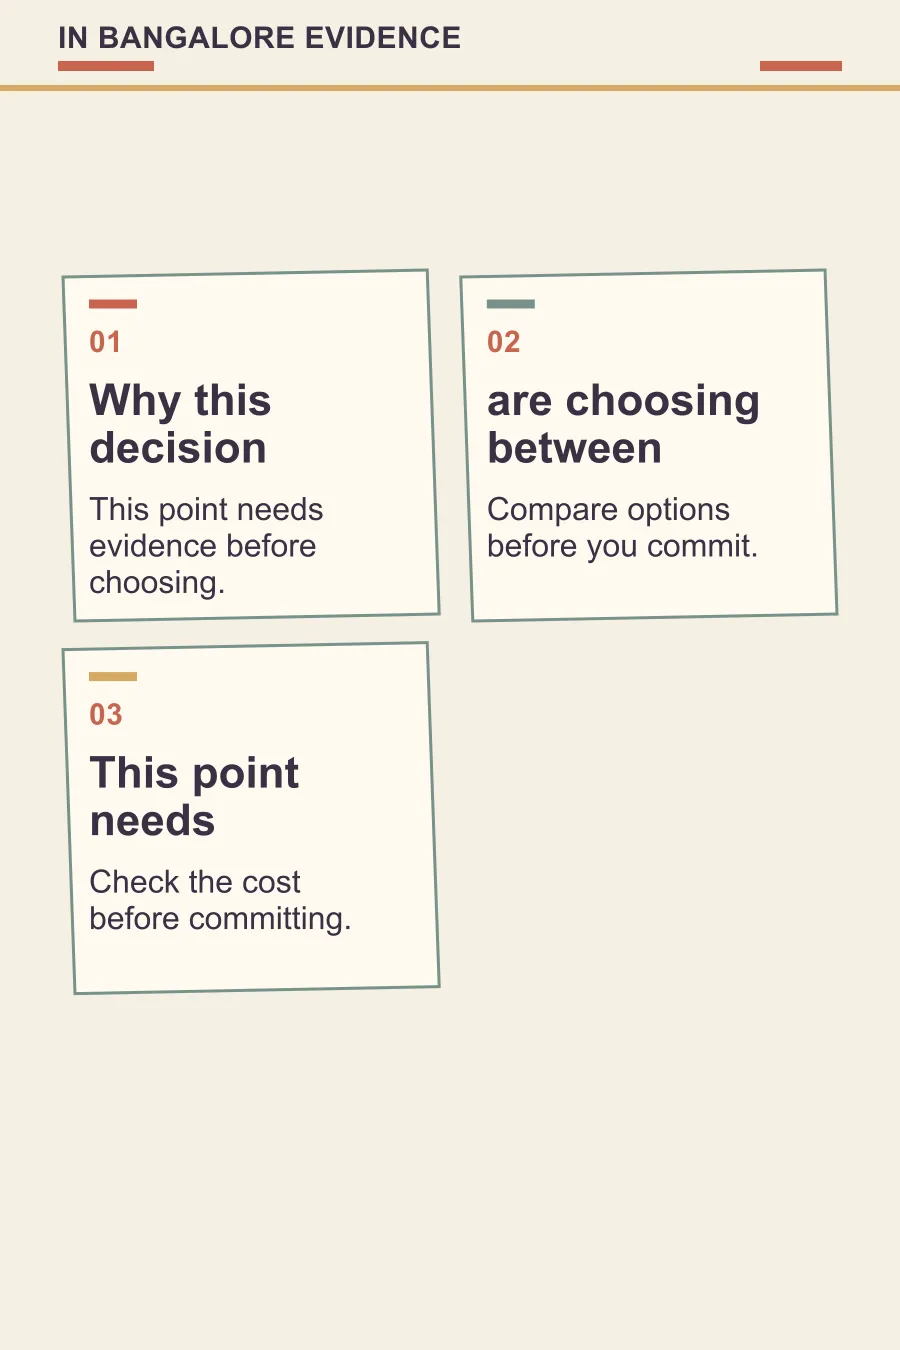 IN BANGALORE EVIDENCE
01
Why this
decision
This point needs
evidence before
choosing.
02
are choosing
between
Compare options
before you commit.
03
This point
needs
Check the cost
before committing.